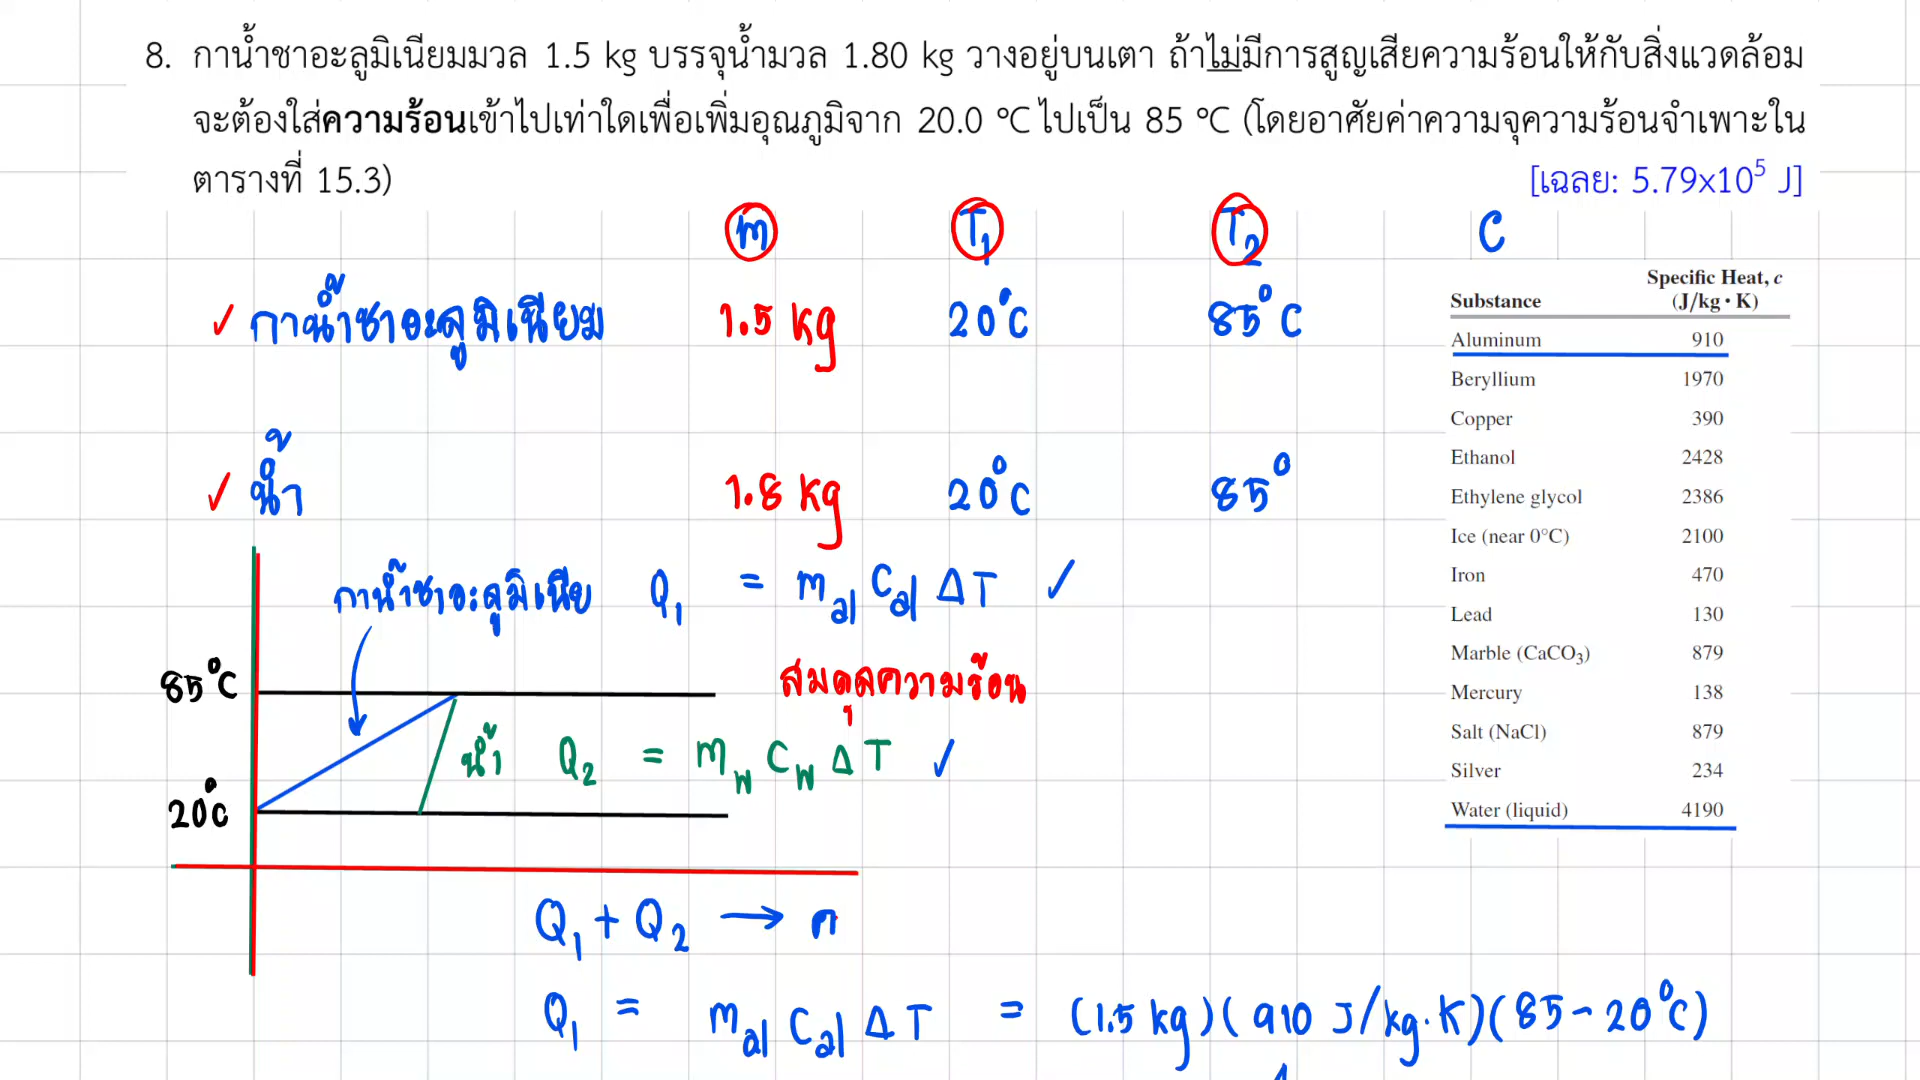 8. กาน้ำชาอะลูมิเนียมมวล 1.5 kg บรรจุน้ำมวล 1.80 kg วางอยู่บนเตา ถ้าไม่มีการสูญเสียความร้อนให้กับสิ่งแวดล้อม
จะต้องใส่ความร้อนเข้าไปเท่าใดเพื่อเพิ่มอุณภูมิจาก 20.0 °C ไปเป็น 85 °C (โดยอาศัยค่าความจุความร้อนจำเพาะใน
ตารางที่ 15.3) [เฉลย: 5.79x10⁵ J]
m T₁ T₂ C
✓ กาน้ำชาอะลูมิเนียม 1.5 kg 20°C 85°C
✓ น้ำ 1.8 kg 20°C 85°
Substance Specific Heat, c (J/kg · K)
Aluminum 910
Beryllium 1970
Copper 390
Ethanol 2428
Ethylene glycol 2386
Ice (near 0°C) 2100
Iron 470
Lead 130
Marble (CaCO₃) 879
Mercury 138
Salt (NaCl) 879
Silver 234
Water (liquid) 4190
กาน้ำชาอะลูมิเนีย Q₁ = m_al C_al ΔT ✓
85°C
สมดุลความร้อน
น้ำ Q₂ = m_w C_w ΔT ✓
20°C
Q₁ + Q₂ → ก
Q₁ = m_al C_al ΔT = (1.5 kg)(910 J/kg·K)(85-20°C)